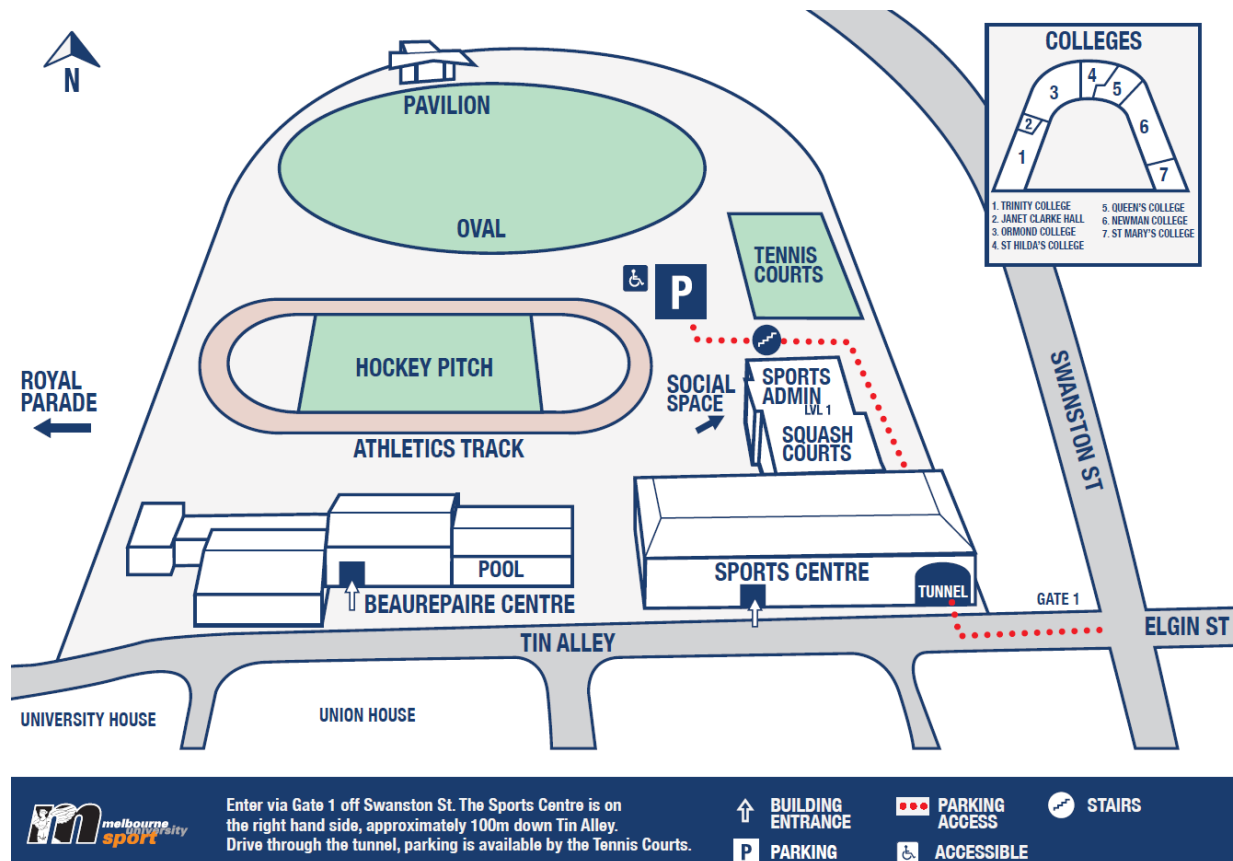 N
PAVILION
OVAL
TENNIS
COURTS
P
HOCKEY PITCH
ATHLETICS TRACK
ROYAL
PARADE
SOCIAL
SPACE
SPORTS
ADMIN
LVL 1
SQUASH
COURTS
POOL
BEAUREPAIRE CENTRE
SPORTS CENTRE
TUNNEL
GATE 1
TIN ALLEY
ELGIN ST
SWANSTON ST
UNIVERSITY HOUSE
UNION HOUSE
COLLEGES
1
2
3
4
5
6
7
1. TRINITY COLLEGE
2. JANET CLARKE HALL
3. ORMOND COLLEGE
4. ST HILDA'S COLLEGE
5. QUEEN'S COLLEGE
6. NEWMAN COLLEGE
7. ST MARY'S COLLEGE
m
melbourne
university
sport
Enter via Gate 1 off Swanston St. The Sports Centre is on
the right hand side, approximately 100m down Tin Alley.
Drive through the tunnel, parking is available by the Tennis Courts.
BUILDING
ENTRANCE
P PARKING
PARKING
ACCESS
ACCESSIBLE
STAIRS